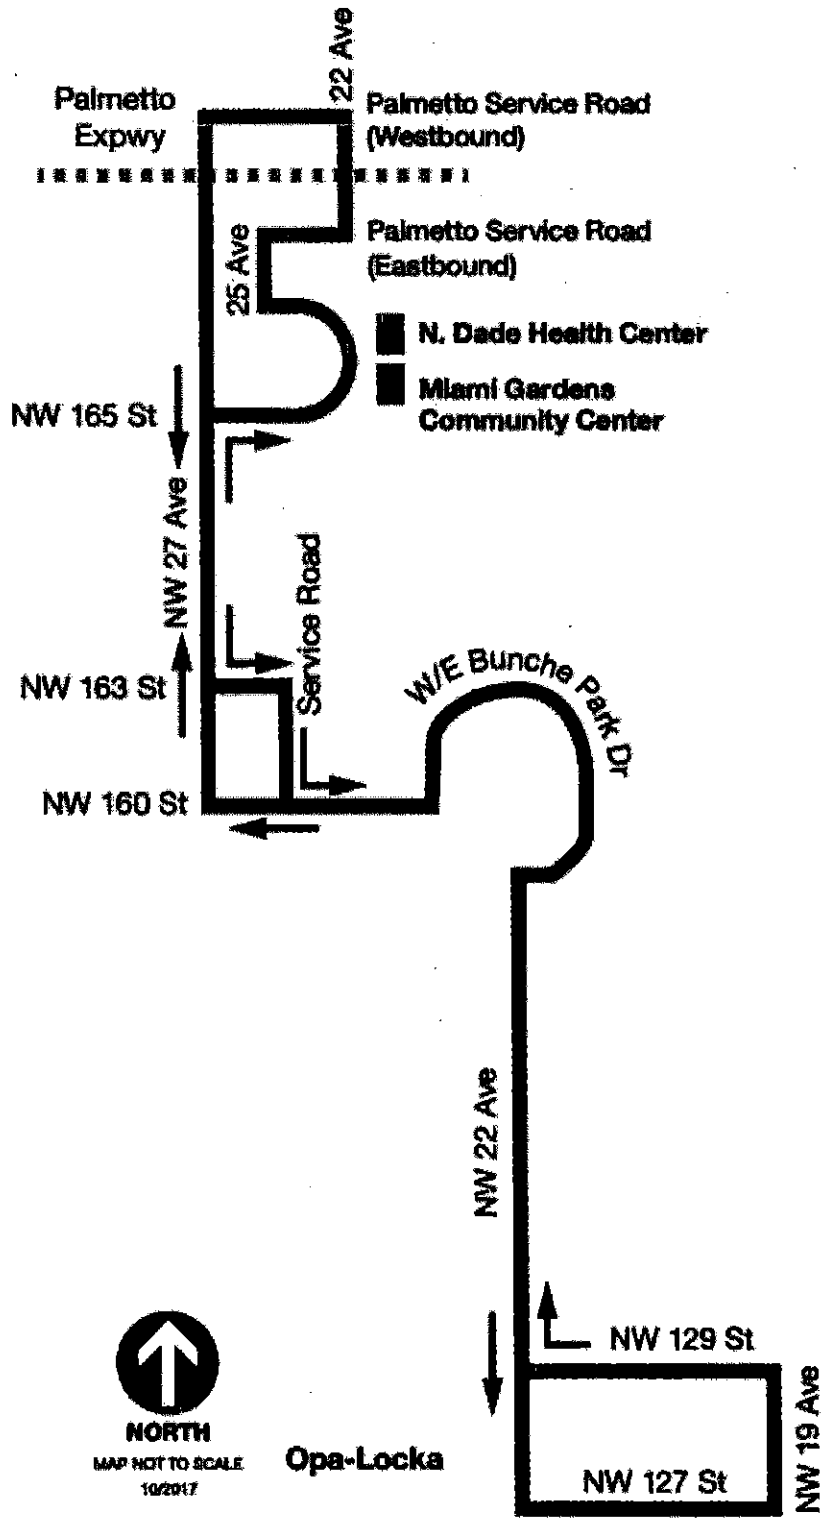 22 Ave
Palmetto
Expwy
Palmetto Service Road
(Westbound)
Palmetto Service Road
(Eastbound)
25 Ave
N. Dade Health Center
Miami Gardens
Community Center
NW 165 St
NW 27 Ave
Service Road
W/E Bunche Park Dr
NW 163 St
NW 160 St
NW 22 Ave
NW 129 St
NW 19 Ave
NW 127 St
NORTH
MAP NOT TO SCALE
10/2017
Opa-Locka